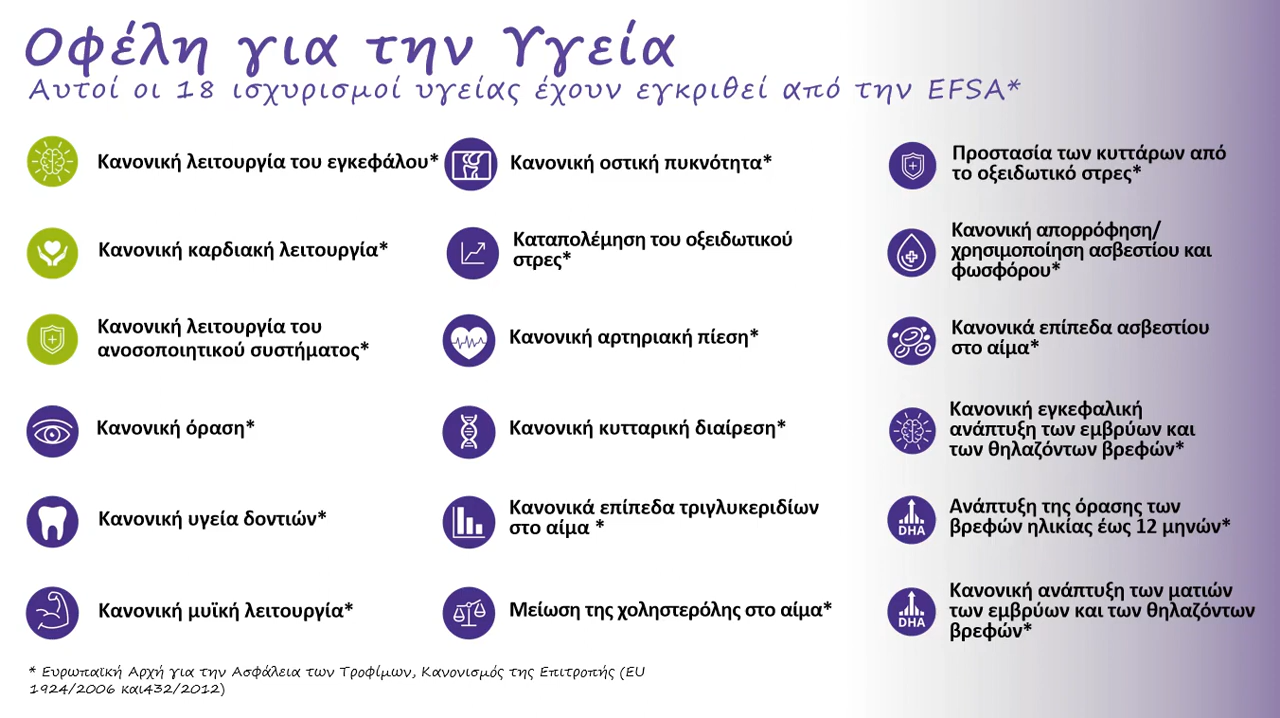 Οφέλη για την Υγεία
Αυτοί οι 18 ισχυρισμοί υγείας έχουν εγκριθεί από την EFSA*
Κανονική λειτουργία του εγκεφάλου*
Κανονική καρδιακή λειτουργία*
Κανονική λειτουργία του
ανοσοποιητικού συστήματος*
Κανονική όραση*
Κανονική υγεία δοντιών*
Κανονική μυϊκή λειτουργία*
Κανονική οστική πυκνότητα*
Καταπολέμηση του οξειδωτικού
στρες*
Κανονική αρτηριακή πίεση*
Κανονική κυτταρική διαίρεση*
Κανονικά επίπεδα τριγλυκεριδίων
στο αίμα *
Μείωση της χοληστερόλης στο αίμα*
Προστασία των κυττάρων από
το οξειδωτικό στρες*
Κανονική απορρόφηση/
χρησιμοποίηση ασβεστίου και
φωσφόρου*
Κανονικά επίπεδα ασβεστίου
στο αίμα*
Κανονική εγκεφαλική
ανάπτυξη των εμβρύων και
των θηλαζόντων βρεφών*
DHA
Ανάπτυξη της όρασης των
βρεφών ηλικίας έως 12 μηνών*
DHA
Κανονική ανάπτυξη των ματιών
των εμβρύων και των θηλαζόντων
βρεφών*
* Ευρωπαϊκή Αρχή για την Ασφάλεια των Τροφίμων, Κανονισμός της Επιτροπής (EU
1924/2006 και432/2012)